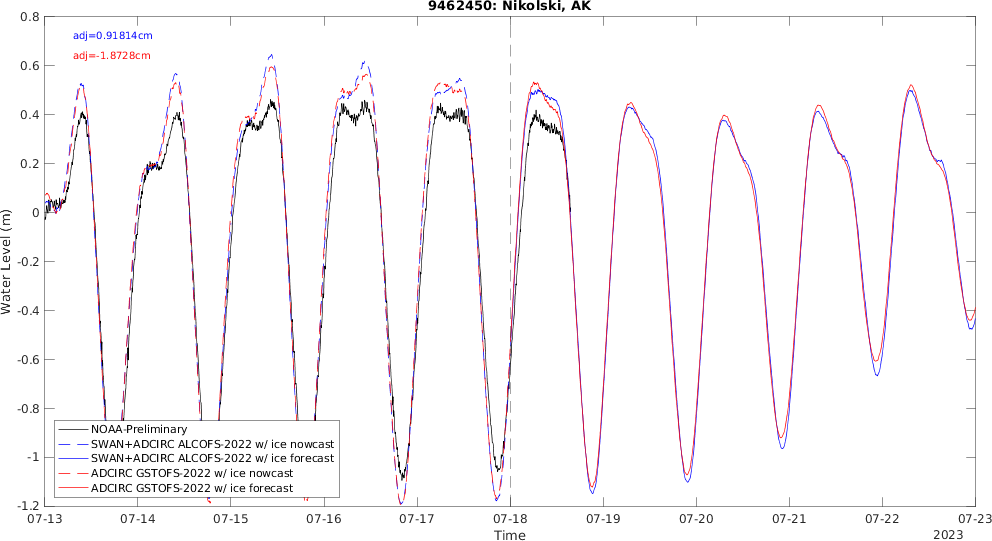 9462450: Nikolski, AK
adj=0.91814cm
adj=-1.8728cm
0.8
0.6
0.4
0.2
0
-0.2
-0.4
-0.6
-0.8
-1
-1.2
Water Level (m)
NOAA-Preliminary
SWAN+ADCIRC ALCOFS-2022 w/ ice nowcast
SWAN+ADCIRC ALCOFS-2022 w/ ice forecast
ADCIRC GSTOFS-2022 w/ ice nowcast
ADCIRC GSTOFS-2022 w/ ice forecast
07-13 07-14 07-15 07-16 07-17 07-18 07-19 07-20 07-21 07-22 07-23
Time
2023